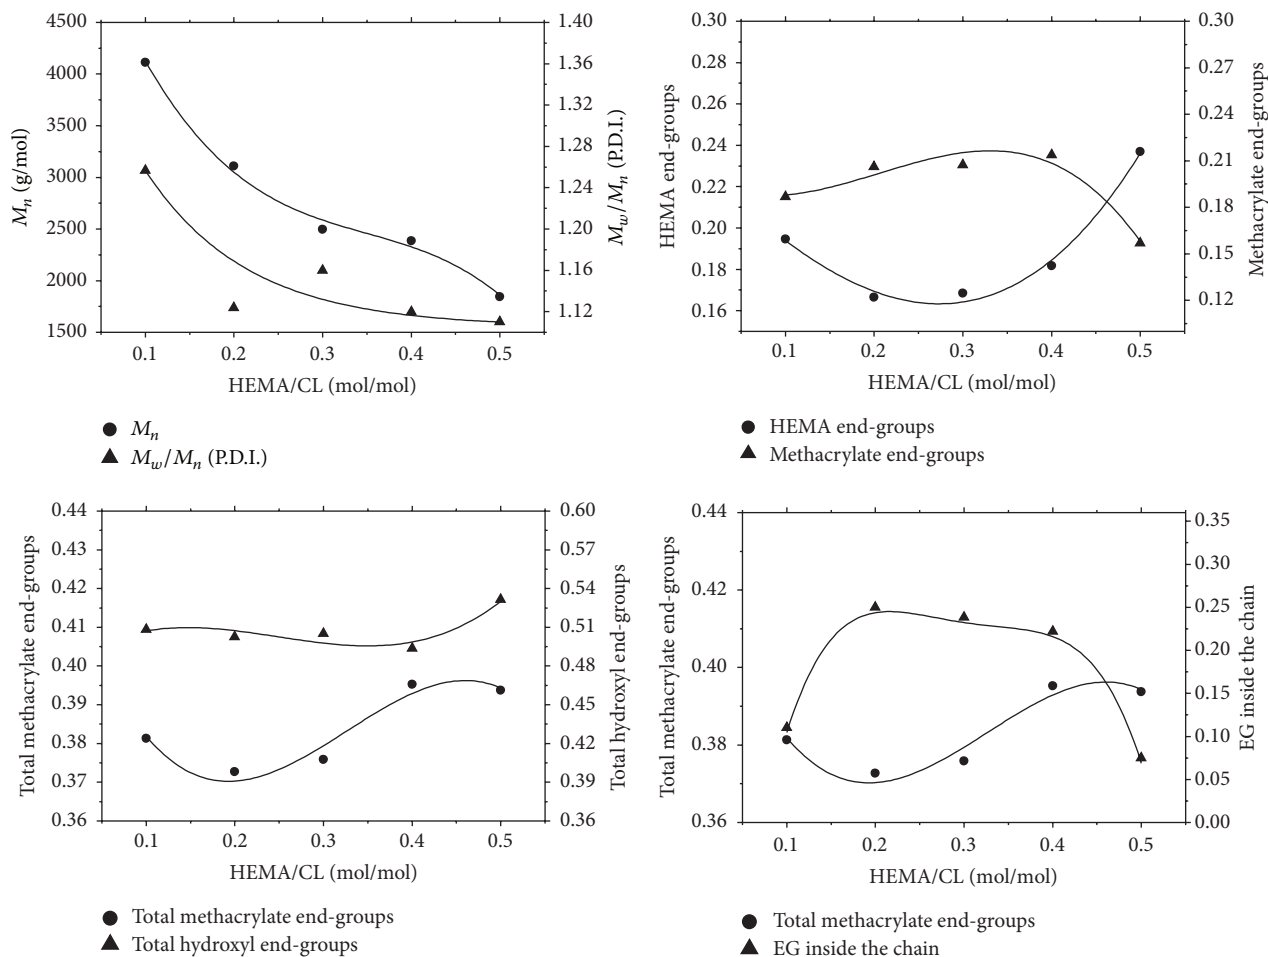 4500
4000
3500
3000
2500
2000
1500
M_n (g/mol)
1.40
1.36
1.32
1.28
1.24
1.20
1.16
1.12
M_w/M_n (P.D.I.)
0.1 0.2 0.3 0.4 0.5
HEMA/CL (mol/mol)
M_n
M_w/M_n (P.D.I.)
0.30
0.28
0.26
0.24
0.22
0.20
0.18
0.16
HEMA end-groups
0.30
0.27
0.24
0.21
0.18
0.15
0.12
Methacrylate end-groups
0.1 0.2 0.3 0.4 0.5
HEMA/CL (mol/mol)
HEMA end-groups
Methacrylate end-groups
0.44
0.43
0.42
0.41
0.40
0.39
0.38
0.37
0.36
Total methacrylate end-groups
0.60
0.57
0.54
0.51
0.48
0.45
0.42
0.39
0.36
Total hydroxyl end-groups
0.1 0.2 0.3 0.4 0.5
HEMA/CL (mol/mol)
Total methacrylate end-groups
Total hydroxyl end-groups
0.44
0.42
0.40
0.38
0.36
Total methacrylate end-groups
0.35
0.30
0.25
0.20
0.15
0.10
0.05
0.00
EG inside the chain
0.1 0.2 0.3 0.4 0.5
HEMA/CL (mol/mol)
Total methacrylate end-groups
EG inside the chain